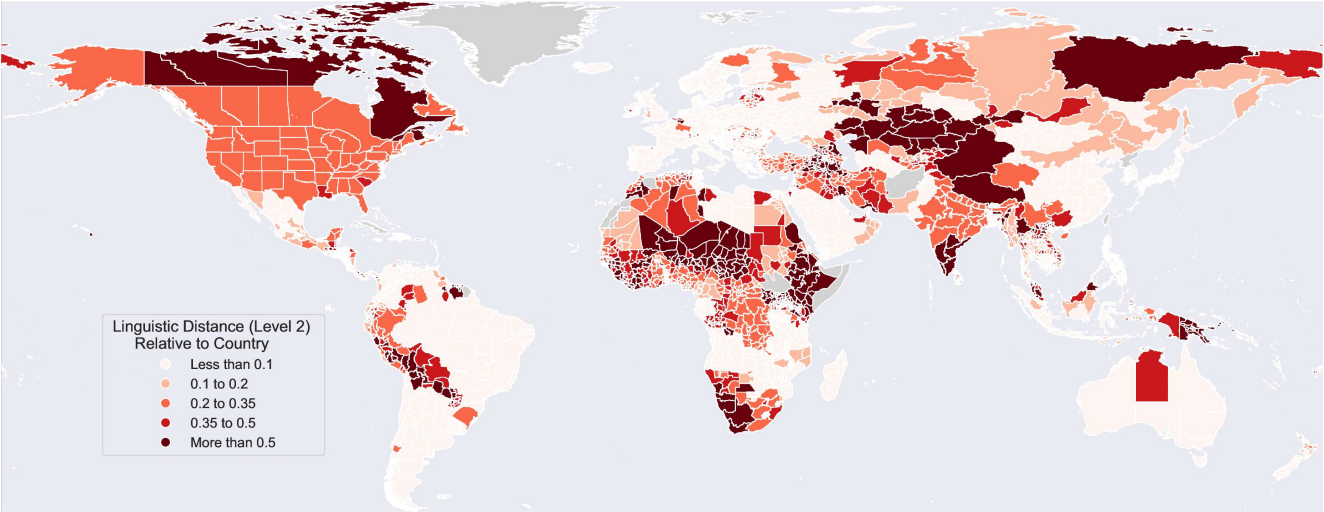 Linguistic Distance (Level 2)
Relative to Country
Less than 0.1
0.1 to 0.2
0.2 to 0.35
0.35 to 0.5
More than 0.5